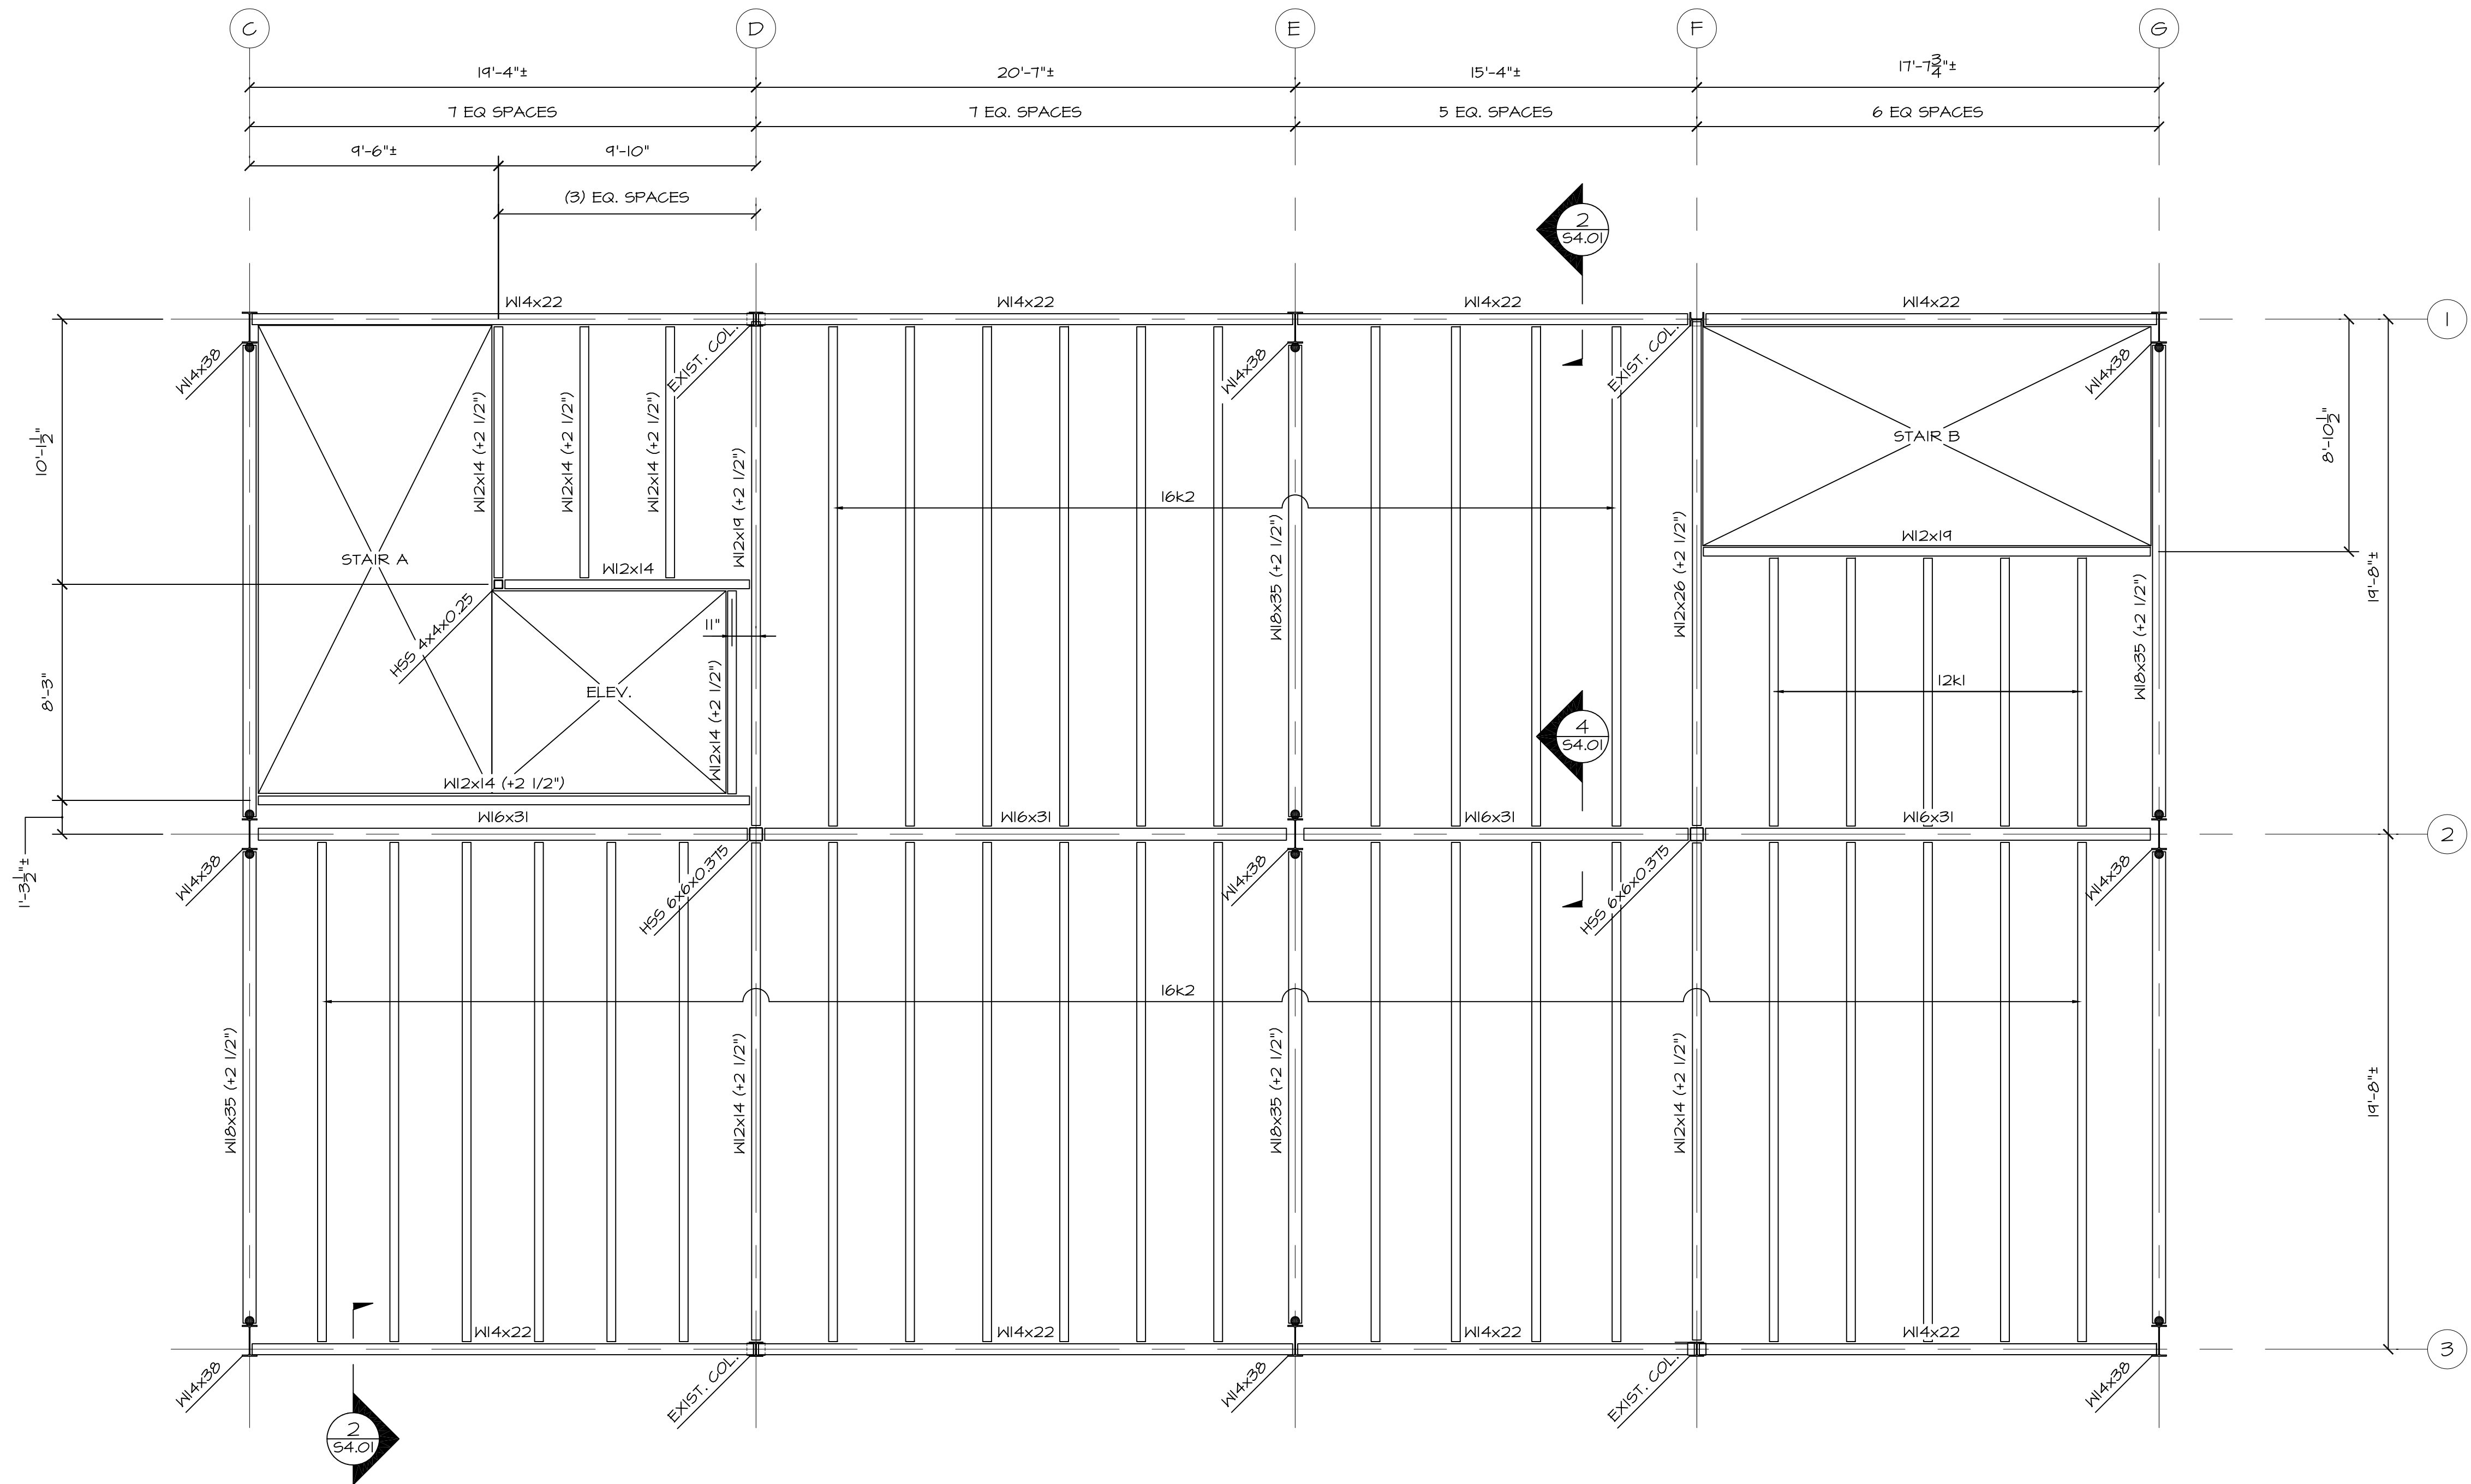 C D E F G
19'-4"± 20'-7"± 15'-4"± 17'-7 3/4"±
7 EQ SPACES 7 EQ. SPACES 5 EQ. SPACES 6 EQ SPACES
9'-6"± 9'-10"
(3) EQ. SPACES
2
S4.01
W14x22 W14x22 W14x22 W14x22
1
W14x38
EXIST. COL.
W14x38
EXIST. COL.
W14x38
10'-1 1/2"
W12x14 (+2 1/2")
W12x14 (+2 1/2")
W12x14 (+2 1/2")
W12x19 (+2 1/2")
16k2
STAIR B
8'-10 1/2"
W12x19
STAIR A
W12x14
W18x35 (+2 1/2")
W12x26 (+2 1/2")
W18x35 (+2 1/2")
19'-8"±
HSS 4x4x0.25
11"
8'-3"
ELEV.
W12x14 (+2 1/2")
12k1
4
S4.01
W12x14 (+2 1/2")
W16x31 W16x31 W16x31 W16x31
2
1'-3 1/2"±
W14x38
HSS 6x6x0.375
W14x38
HSS 6x6x0.375
W14x38
16k2
W18x35 (+2 1/2")
W12x14 (+2 1/2")
W18x35 (+2 1/2")
W12x14 (+2 1/2")
19'-8"±
W14x22 W14x22 W14x22 W14x22
3
W14x38
EXIST. COL.
W14x38
EXIST. COL.
W14x38
2
S4.01